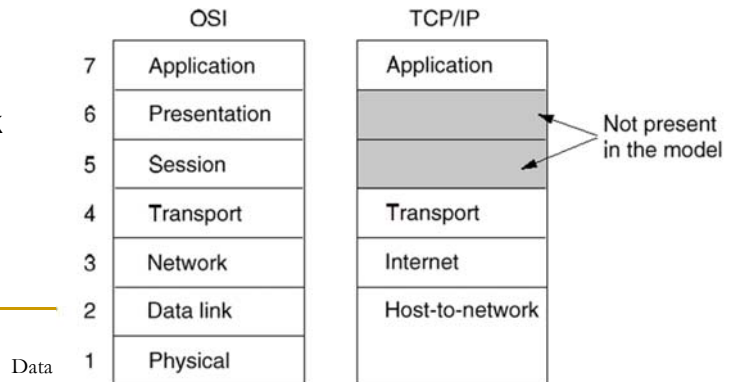 OSI TCP/IP
7 Application Application
6 Presentation
Not present
in the model
5 Session
4 Transport Transport
3 Network Internet
2 Data link Host-to-network
Data 1 Physical